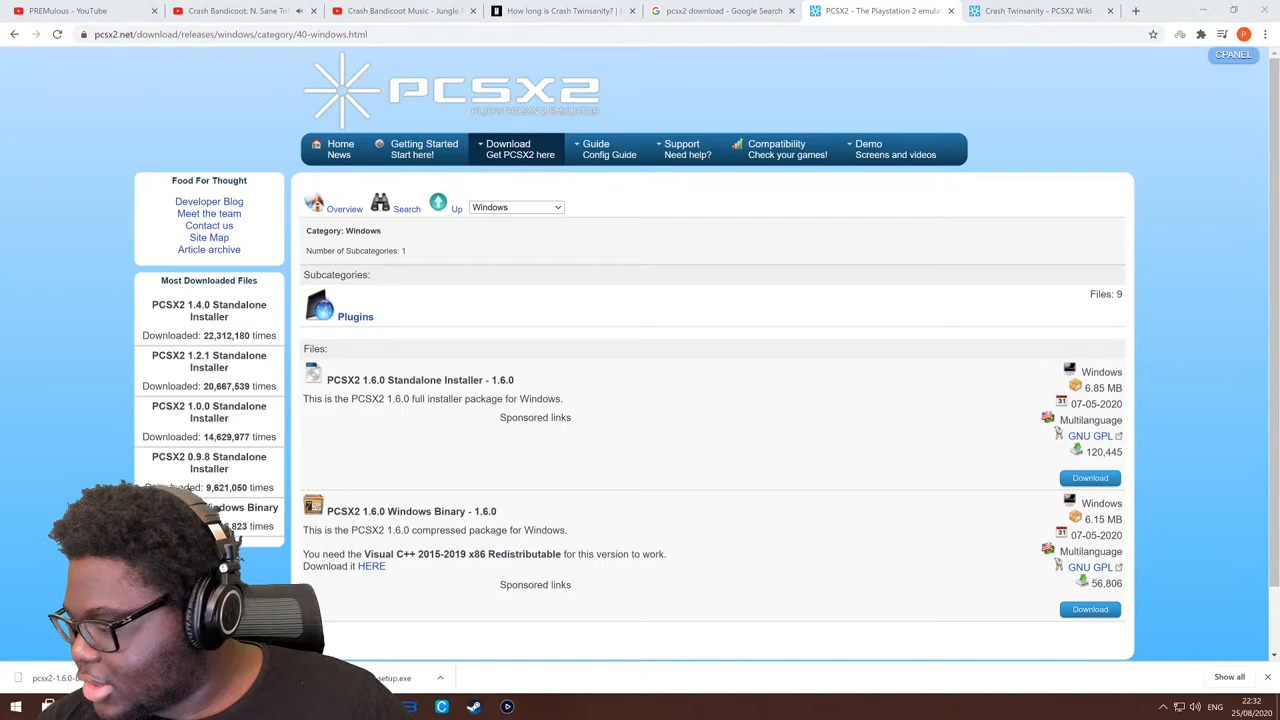 PREMulous - YouTube
Crash Bandicoot: N. Sane Tri
Crash Bandicoot Music - Jungle R
How long is Crash Twinsanity? |
pcsx2 download - Google Search
PCSX2 - The Playstation 2 emulat
Crash Twinsanity - PCSX2 Wiki
pcsx2.net/download/releases/windows/category/40-windows.html
P
CPANEL
PCSX2
PLAYSTATION 2 EMULATOR
Home
News
Getting Started
Start here!
Download
Get PCSX2 here
Guide
Config Guide
Support
Need help?
Compatibility
Check your games!
Demo
Screens and videos
Food For Thought
Developer Blog
Meet the team
Contact us
Site Map
Article archive
Most Downloaded Files
PCSX2 1.4.0 Standalone
Installer
Downloaded: 22,312,180 times
PCSX2 1.2.1 Standalone
Installer
Downloaded: 20,667,539 times
PCSX2 1.0.0 Standalone
Installer
Downloaded: 14,629,977 times
PCSX2 0.9.8 Standalone
Installer
9,621,050 times
Windows Binary
823 times
Overview
Search
Up
Windows
Category: Windows
Number of Subcategories: 1
Subcategories:
Plugins
Files: 9
Files:
PCSX2 1.6.0 Standalone Installer - 1.6.0
This is the PCSX2 1.6.0 full installer package for Windows.
Sponsored links
Windows
6.85 MB
31 07-05-2020
Multilanguage
GNU GPL
120,445
Download
PCSX2 1.6.0 Windows Binary - 1.6.0
This is the PCSX2 1.6.0 compressed package for Windows.
You need the Visual C++ 2015-2019 x86 Redistributable for this version to work.
Download it HERE
Sponsored links
Windows
6.15 MB
31 07-05-2020
Multilanguage
GNU GPL
56,806
Download
pcsx2-1.6.0-
setup.exe
Show all
ENG
22:32
25/08/2020